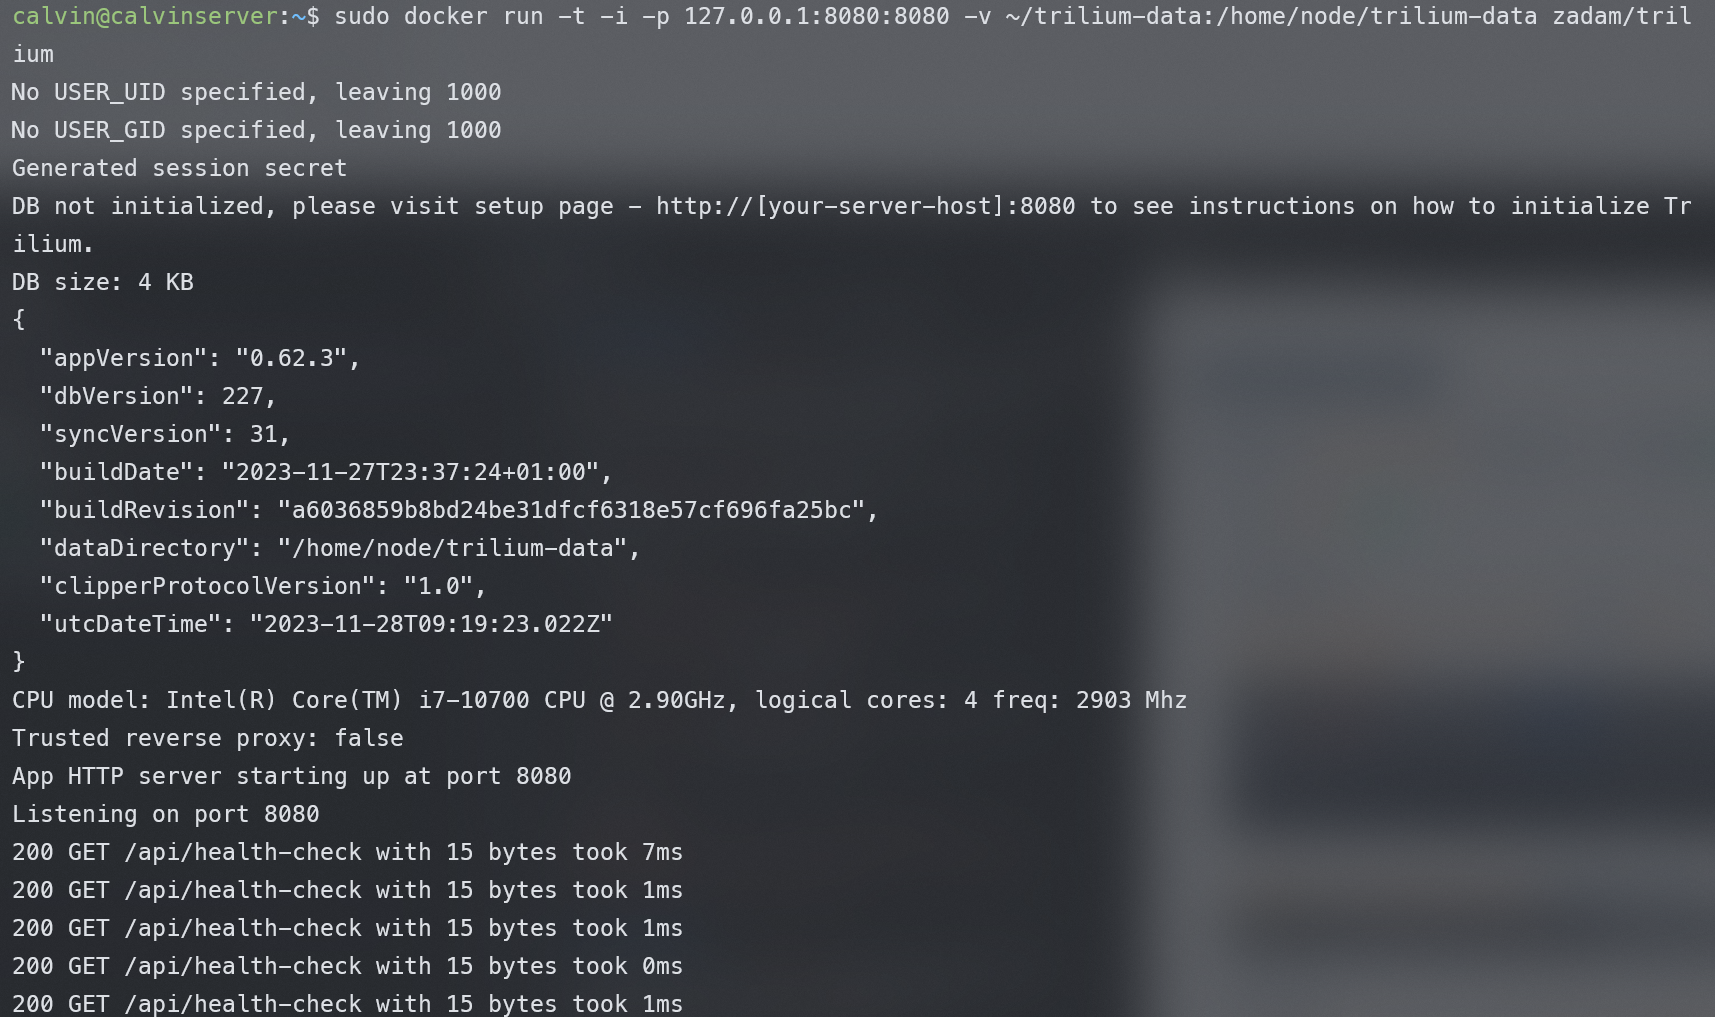 calvin@calvinserver:~$ sudo docker run -t -i -p 127.0.0.1:8080:8080 -v ~/trilium-data:/home/node/trilium-data zadam/tril
ium
No USER_UID specified, leaving 1000
No USER_GID specified, leaving 1000
Generated session secret
DB not initialized, please visit setup page - http://[your-server-host]:8080 to see instructions on how to initialize Tr
ilium.
DB size: 4 KB
{
  "appVersion": "0.62.3",
  "dbVersion": 227,
  "syncVersion": 31,
  "buildDate": "2023-11-27T23:37:24+01:00",
  "buildRevision": "a6036859b8bd24be31dfcf6318e57cf696fa25bc",
  "dataDirectory": "/home/node/trilium-data",
  "clipperProtocolVersion": "1.0",
  "utcDateTime": "2023-11-28T09:19:23.022Z"
}
CPU model: Intel(R) Core(TM) i7-10700 CPU @ 2.90GHz, logical cores: 4 freq: 2903 Mhz
Trusted reverse proxy: false
App HTTP server starting up at port 8080
Listening on port 8080
200 GET /api/health-check with 15 bytes took 7ms
200 GET /api/health-check with 15 bytes took 1ms
200 GET /api/health-check with 15 bytes took 1ms
200 GET /api/health-check with 15 bytes took 0ms
200 GET /api/health-check with 15 bytes took 1ms